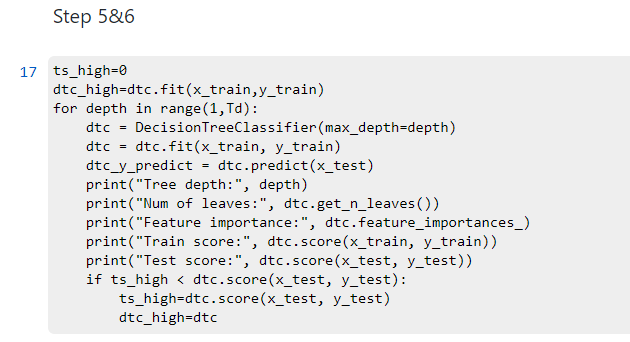 Step 5&6
17
ts_high=0
dtc_high=dtc.fit(x_train,y_train)
for depth in range(1,Td):
    dtc = DecisionTreeClassifier(max_depth=depth)
    dtc = dtc.fit(x_train, y_train)
    dtc_y_predict = dtc.predict(x_test)
    print("Tree depth:", depth)
    print("Num of leaves:", dtc.get_n_leaves())
    print("Feature importance:", dtc.feature_importances_)
    print("Train score:", dtc.score(x_train, y_train))
    print("Test score:", dtc.score(x_test, y_test))
    if ts_high < dtc.score(x_test, y_test):
        ts_high=dtc.score(x_test, y_test)
        dtc_high=dtc